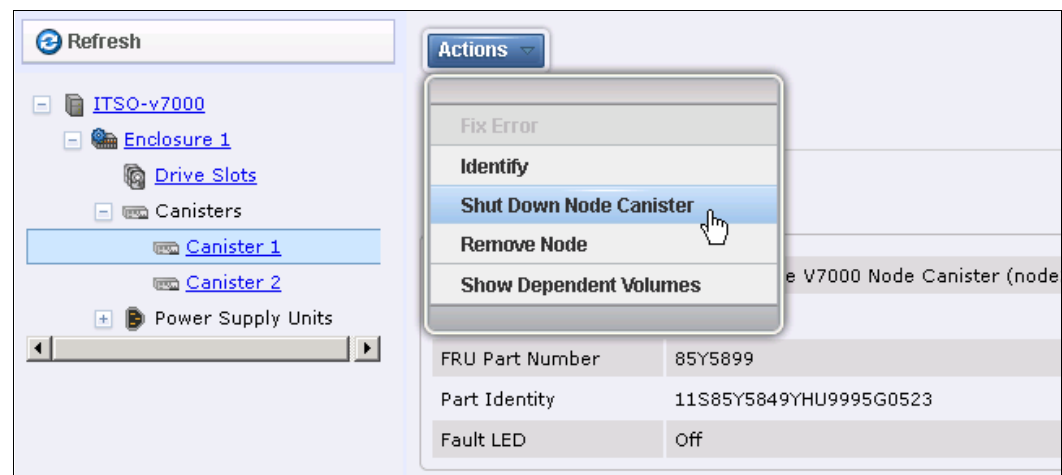 Refresh
ITSO-v7000
Enclosure 1
Drive Slots
Canisters
Canister 1
Canister 2
Power Supply Units
Actions
Fix Error
Identify
Shut Down Node Canister
Remove Node
Show Dependent Volumes
e V7000 Node Canister (node
FRU Part Number 85Y5899
Part Identity 11S85Y5849YHU9995G0523
Fault LED Off